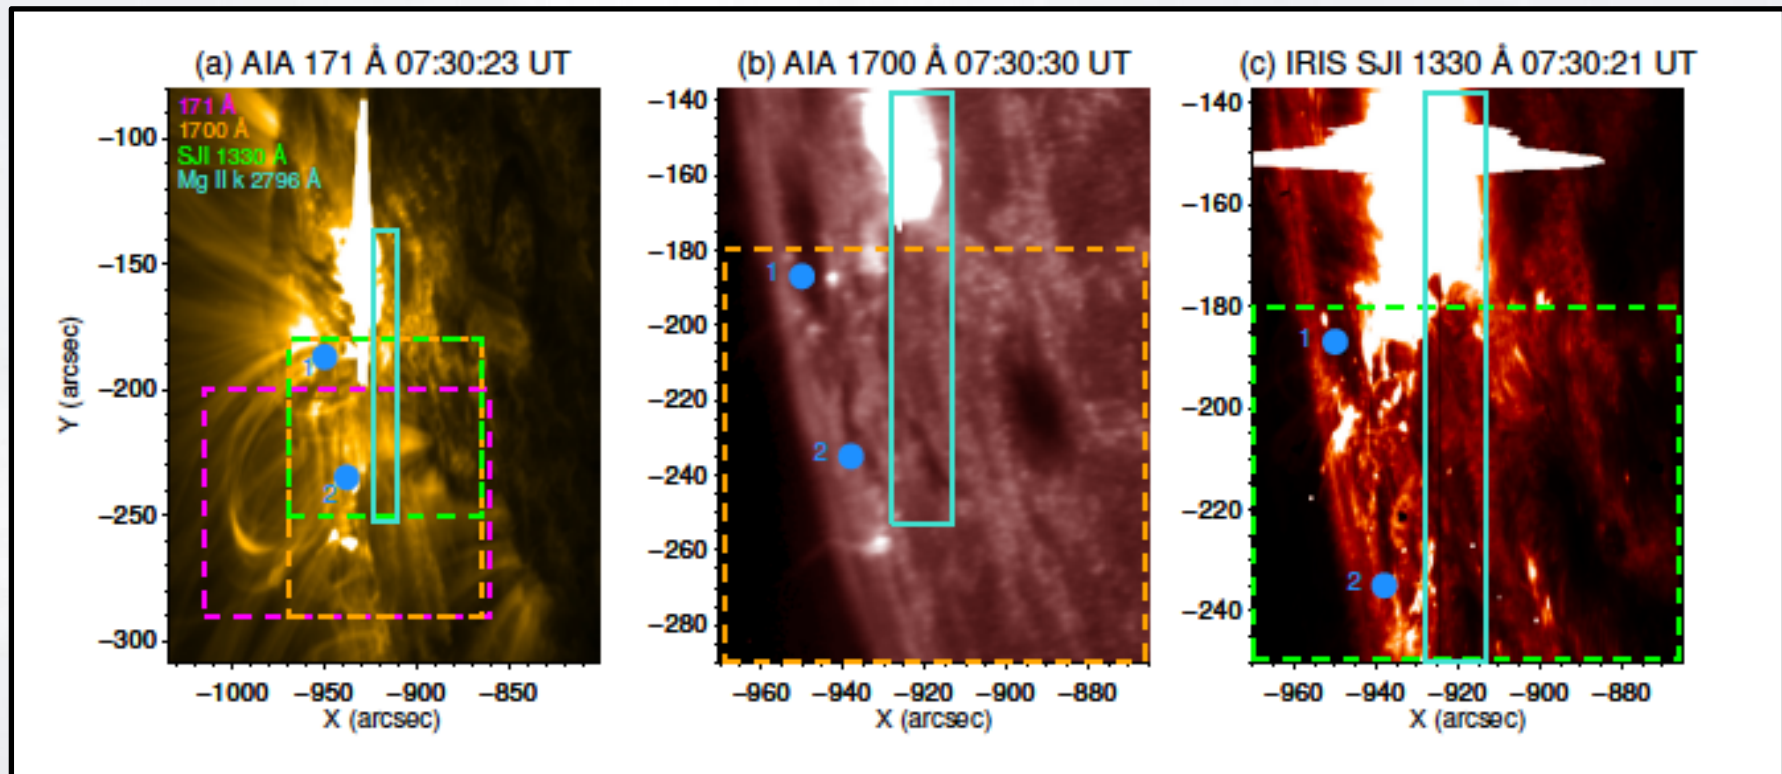 (a) AIA 171 Å 07:30:23 UT
171 Å
1700 Å
SJI 1330 Å
Mg II k 2796 Å
1
2
−100
−150
−200
−250
−300
Y (arcsec)
−1000 −950 −900 −850
X (arcsec)
(b) AIA 1700 Å 07:30:30 UT
1
2
−140
−160
−180
−200
−220
−240
−260
−280
−960 −940 −920 −900 −880
X (arcsec)
(c) IRIS SJI 1330 Å 07:30:21 UT
1
2
−140
−160
−180
−200
−220
−240
−960 −940 −920 −900 −880
X (arcsec)